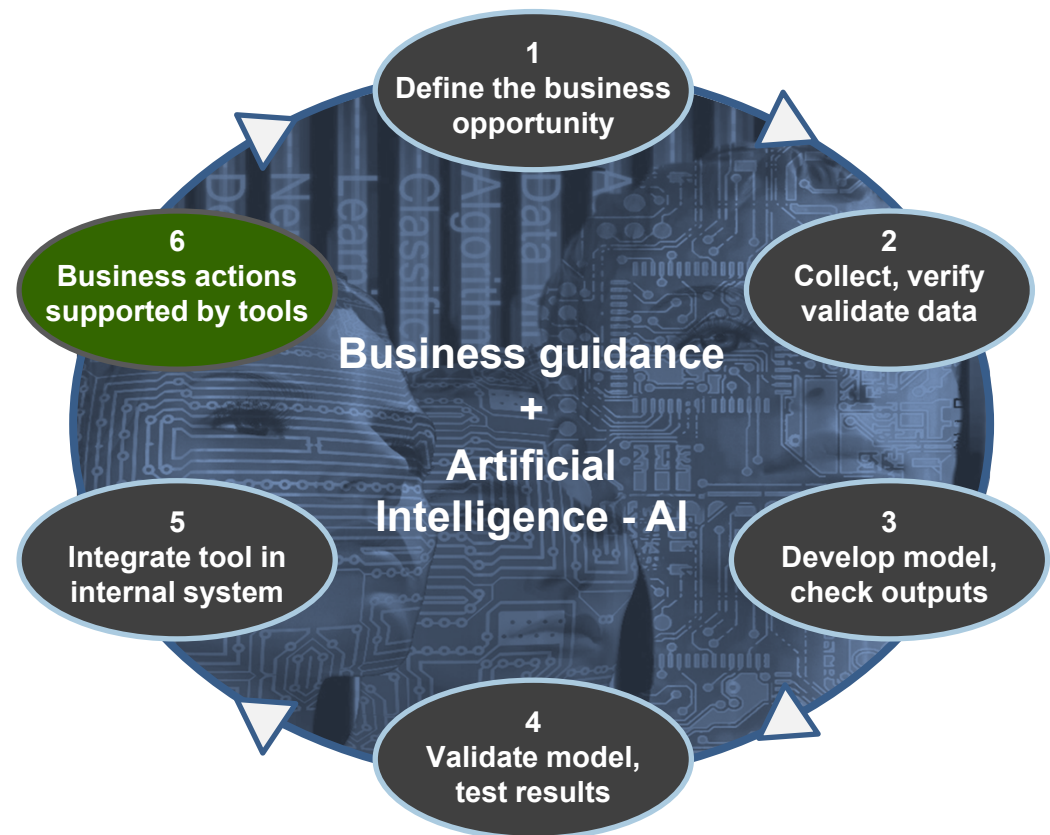 1
Define the business
opportunity
2
Collect, verify
validate data
3
Develop model,
check outputs
4
Validate model,
test results
5
Integrate tool in
internal system
6
Business actions
supported by tools
Business guidance
+
Artificial
Intelligence - AI
Data